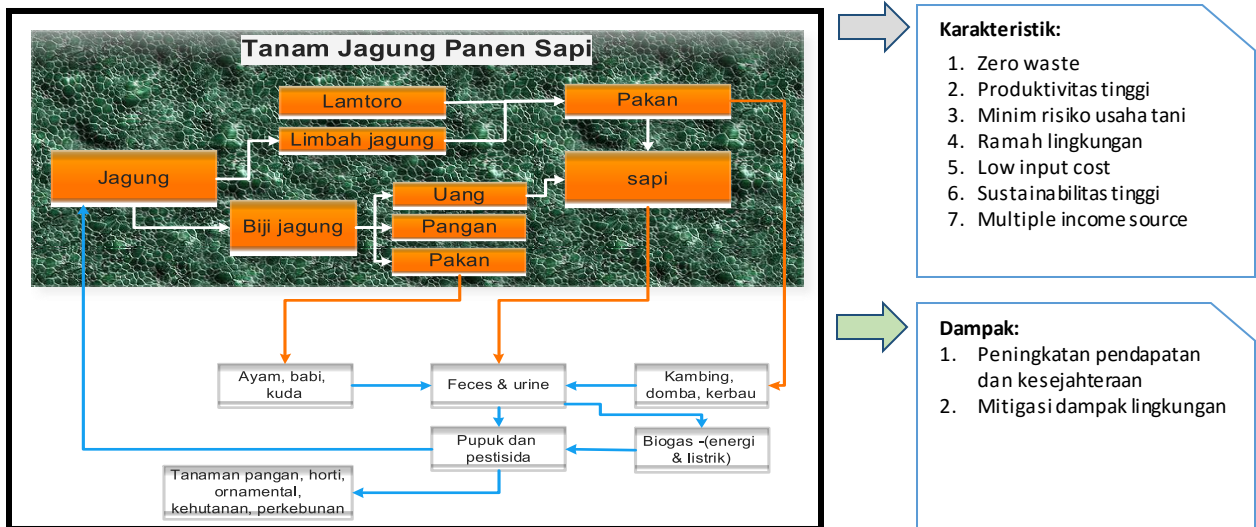 Tanam Jagung Panen Sapi
Lamtoro
Pakan
Limbah jagung
Jagung
sapi
Uang
Biji jagung
Pangan
Pakan
Ayam, babi,
kuda
Feces & urine
Kambing,
domba, kerbau
Pupuk dan
pestisida
Biogas -(energi
& listrik)
Tanaman pangan, horti,
ornamental,
kehutanan, perkebunan
Karakteristik:
1. Zero waste
2. Produktivitas tinggi
3. Minim risiko usaha tani
4. Ramah lingkungan
5. Low input cost
6. Sustainabilitas tinggi
7. Multiple income source
Dampak:
1. Peningkatan pendapatan
dan kesejahteraan
2. Mitigasi dampak lingkungan